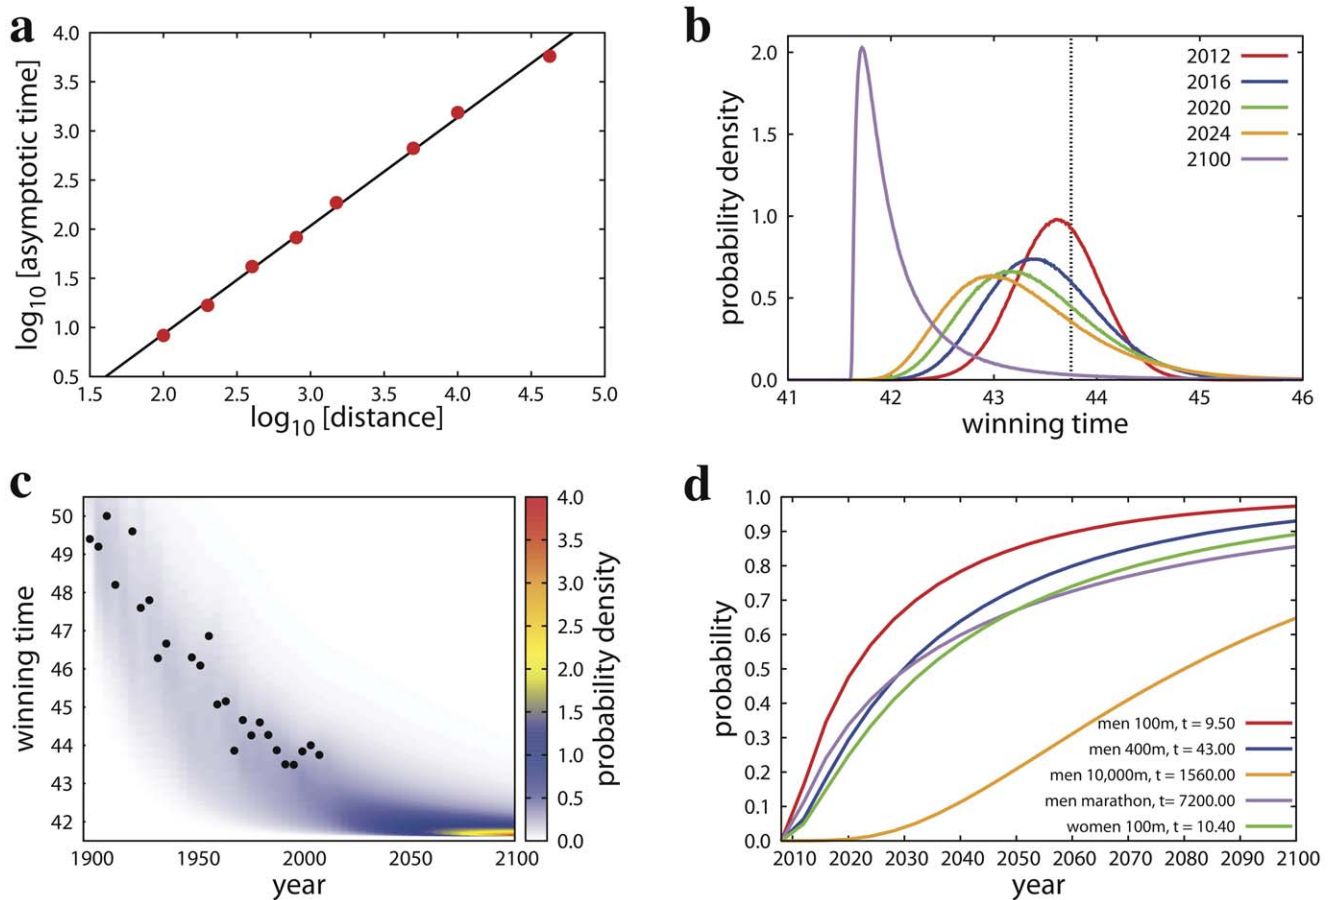 a
4.0
3.5
3.0
2.5
2.0
1.5
1.0
0.5
log10 [asymptotic time]
1.5 2.0 2.5 3.0 3.5 4.0 4.5 5.0
log10 [distance]
b
2.0
1.5
1.0
0.5
0.0
probability density
2012
2016
2020
2024
2100
41 42 43 44 45 46
winning time
c
50
49
48
47
46
45
44
43
42
winning time
1900 1950 2000 2050 2100
year
4.0
3.5
3.0
2.5
2.0
1.5
1.0
0.5
0.0
probability density
d
1.0
0.9
0.8
0.7
0.6
0.5
0.4
0.3
0.2
0.1
0.0
probability
men 100m, t = 9.50
men 400m, t = 43.00
men 10,000m, t = 1560.00
men marathon, t= 7200.00
women 100m, t = 10.40
2010 2020 2030 2040 2050 2060 2070 2080 2090 2100
year